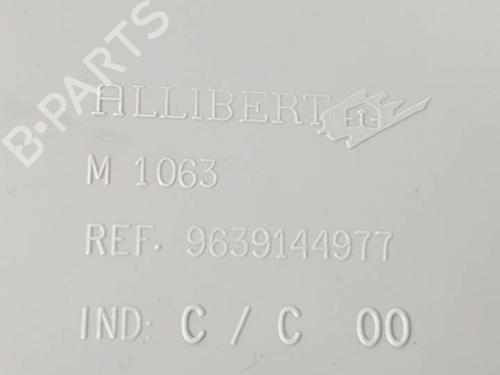 B-PARTS
ALLIBERT
M 1063
REF. 9639144977
IND: C / C 00